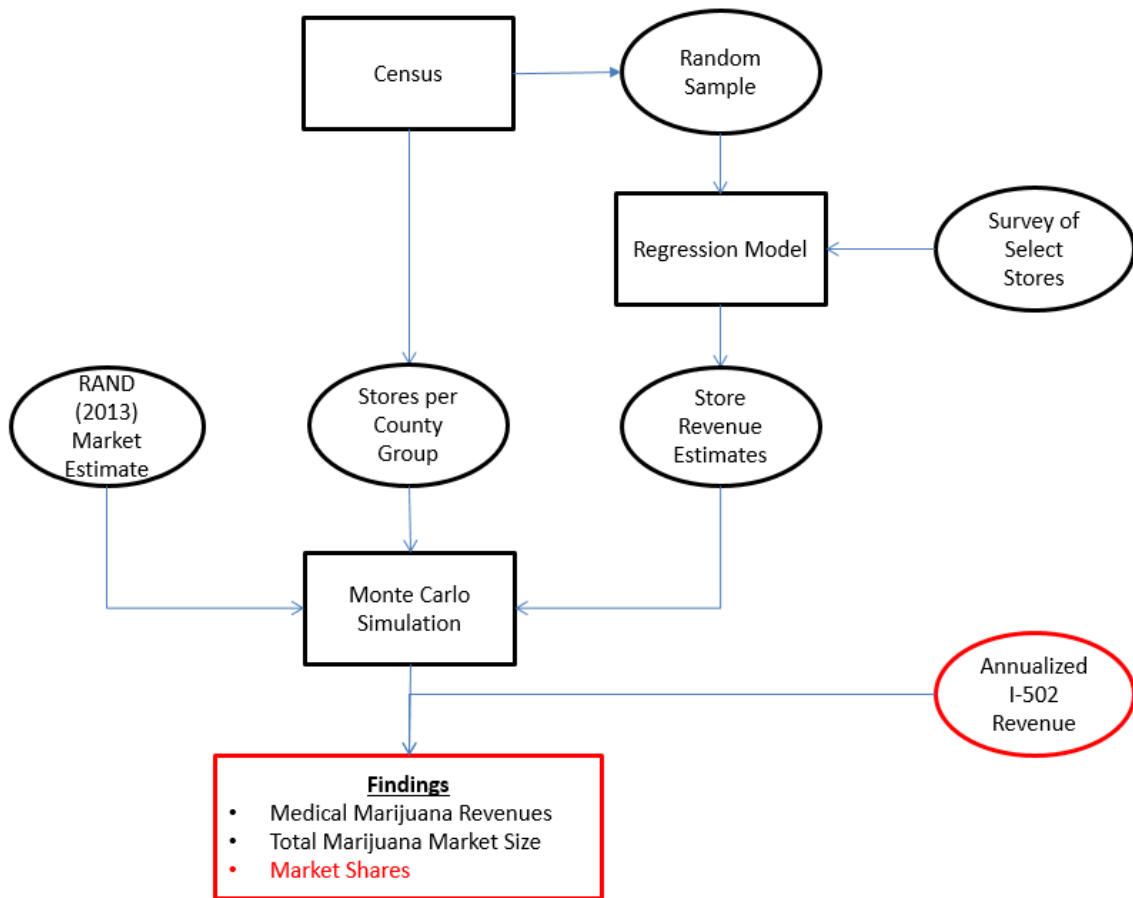 Census
Random
Sample
Regression Model
Survey of
Select
Stores
RAND
(2013)
Market
Estimate
Stores per
County
Group
Store
Revenue
Estimates
Monte Carlo
Simulation
Annualized
I-502
Revenue
Findings
• Medical Marijuana Revenues
• Total Marijuana Market Size
• Market Shares